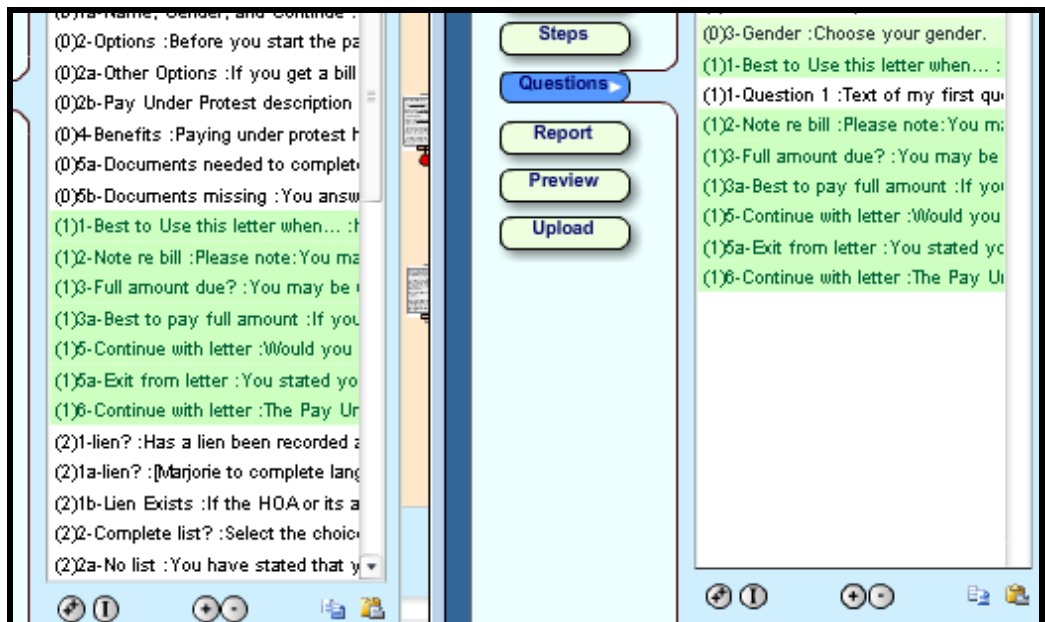 (0)1a-Name, Gender, and Continue :
(0)2-Options :Before you start the pa
(0)2a-Other Options :If you get a bill
(0)2b-Pay Under Protest description
(0)4-Benefits :Paying under protest h
(0)5a-Documents needed to complet
(0)5b-Documents missing :You answ
(1)1-Best to Use this letter when... :
(1)2-Note re bill :Please note:You ma
(1)3-Full amount due? :You may be
(1)3a-Best to pay full amount :If you
(1)5-Continue with letter :Would you
(1)5a-Exit from letter :You stated yo
(1)6-Continue with letter :The Pay Un
(2)1-lien? :Has a lien been recorded a
(2)1a-lien? :[Marjorie to complete lang
(2)1b-Lien Exists :If the HOA or its a
(2)2-Complete list? :Select the choic
(2)2a-No list :You have stated that y
Steps
Questions
Report
Preview
Upload
(0)3-Gender :Choose your gender.
(1)1-Best to Use this letter when... :
(1)1-Question 1 :Text of my first qu
(1)2-Note re bill :Please note:You ma
(1)3-Full amount due? :You may be
(1)3a-Best to pay full amount :If you
(1)5-Continue with letter :Would you
(1)5a-Exit from letter :You stated yo
(1)6-Continue with letter :The Pay Un